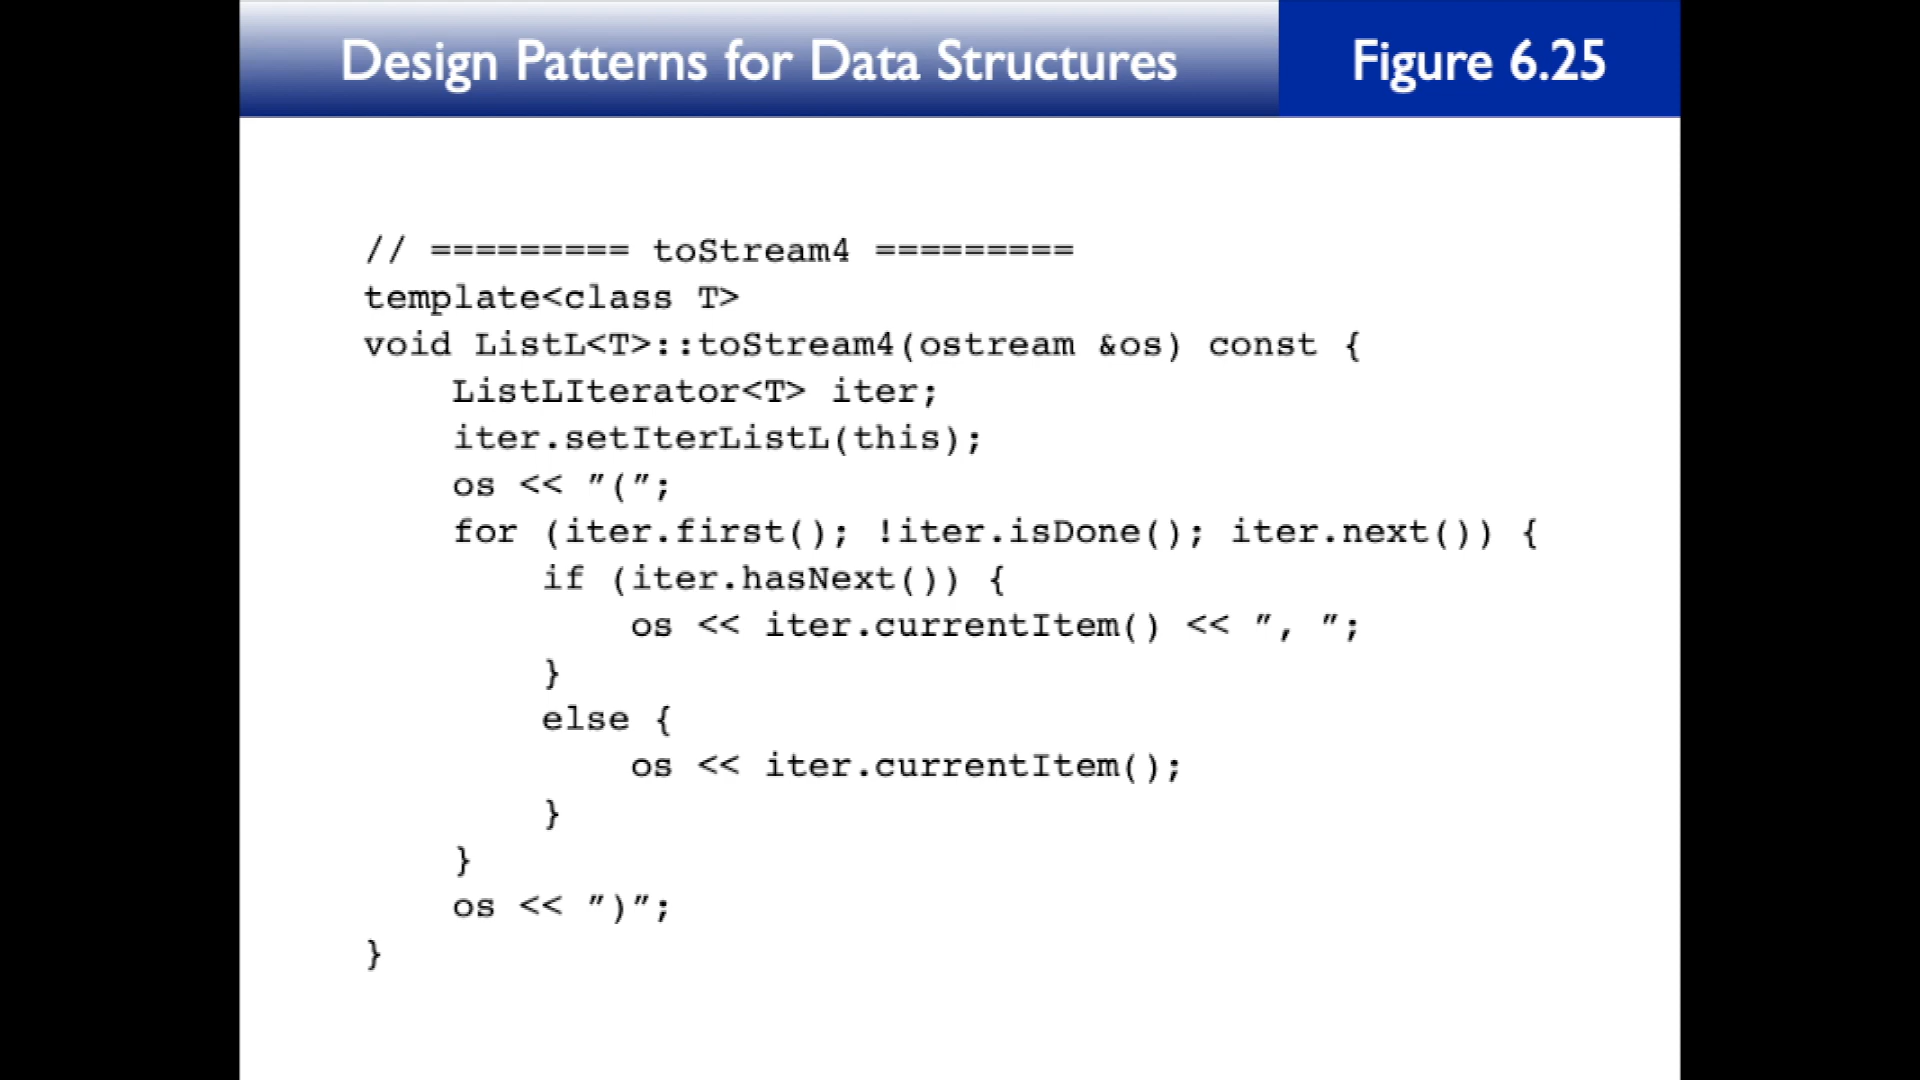 Design Patterns for Data Structures
Figure 6.25
// ========= toStream4 =========
template<class T>
void ListL<T>::toStream4(ostream &os) const {
    ListLIterator<T> iter;
    iter.setIterListL(this);
    os << ″(″;
    for (iter.first(); !iter.isDone(); iter.next()) {
        if (iter.hasNext()) {
            os << iter.currentItem() << ″, ″;
        }
        else {
            os << iter.currentItem();
        }
    }
    os << ″)″;
}